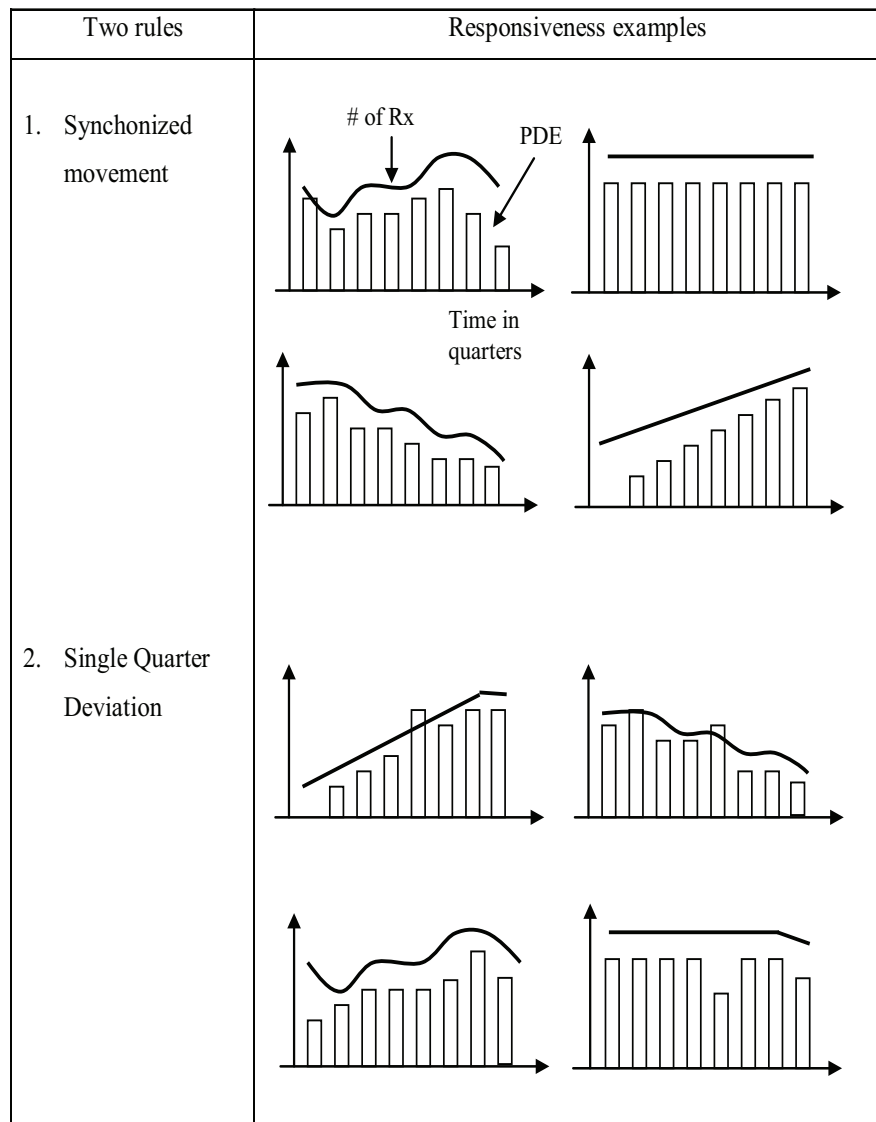 Two rules
Responsiveness examples
1. Synchonized
movement
# of Rx
PDE
Time in
quarters
2. Single Quarter
Deviation